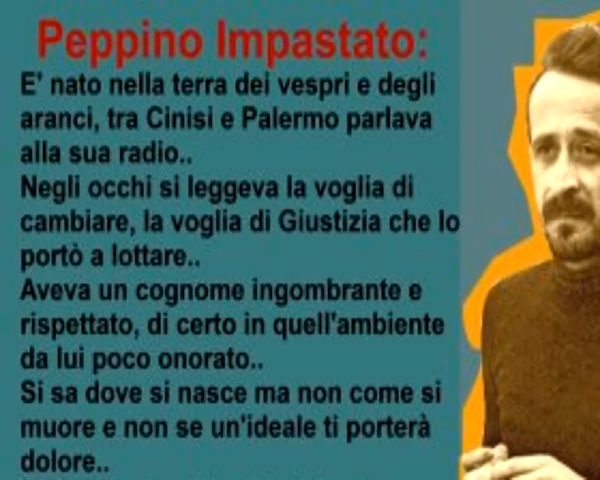 Peppino Impastato:
E' nato nella terra dei vespri e degli
aranci, tra Cinisi e Palermo parlava
alla sua radio..
Negli occhi si leggeva la voglia di
cambiare, la voglia di Giustizia che lo
portò a lottare..
Aveva un cognome ingombrante e
rispettato, di certo in quell'ambiente
da lui poco onorato..
Si sa dove si nasce ma non come si
muore e non se un'ideale ti porterà
dolore..